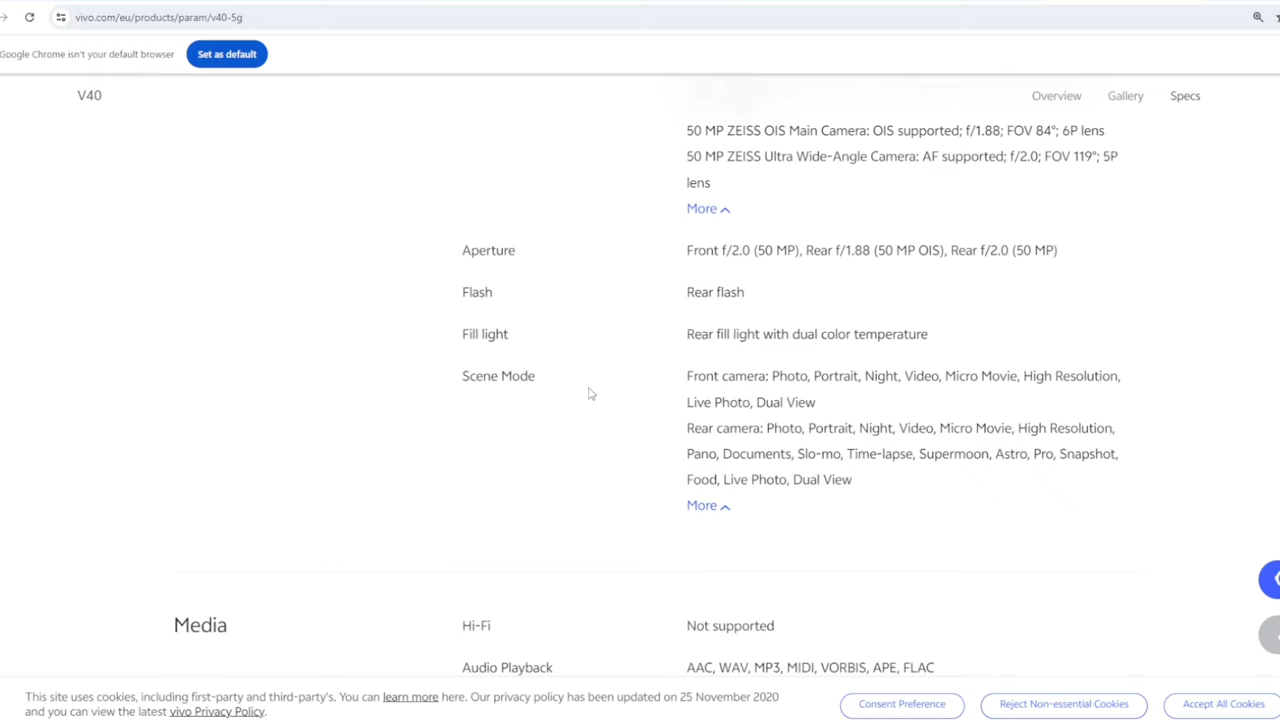 vivo.com/eu/products/param/v40-5g
Google Chrome isn't your default browser
Set as default
V40
Overview
Gallery
Specs
50 MP ZEISS OIS Main Camera: OIS supported; f/1.88; FOV 84°; 6P lens
50 MP ZEISS Ultra Wide-Angle Camera: AF supported; f/2.0; FOV 119°; 5P
lens
More
Aperture
Front f/2.0 (50 MP), Rear f/1.88 (50 MP OIS), Rear f/2.0 (50 MP)
Flash
Rear flash
Fill light
Rear fill light with dual color temperature
Scene Mode
Front camera: Photo, Portrait, Night, Video, Micro Movie, High Resolution,
Live Photo, Dual View
Rear camera: Photo, Portrait, Night, Video, Micro Movie, High Resolution,
Pano, Documents, Slo-mo, Time-lapse, Supermoon, Astro, Pro, Snapshot,
Food, Live Photo, Dual View
More
Media
Hi-Fi
Not supported
Audio Playback
AAC, WAV, MP3, MIDI, VORBIS, APE, FLAC
This site uses cookies, including first-party and third-party's. You can learn more here. Our privacy policy has been updated on 25 November 2020
and you can view the latest vivo Privacy Policy.
Consent Preference
Reject Non-essential Cookies
Accept All Cookies